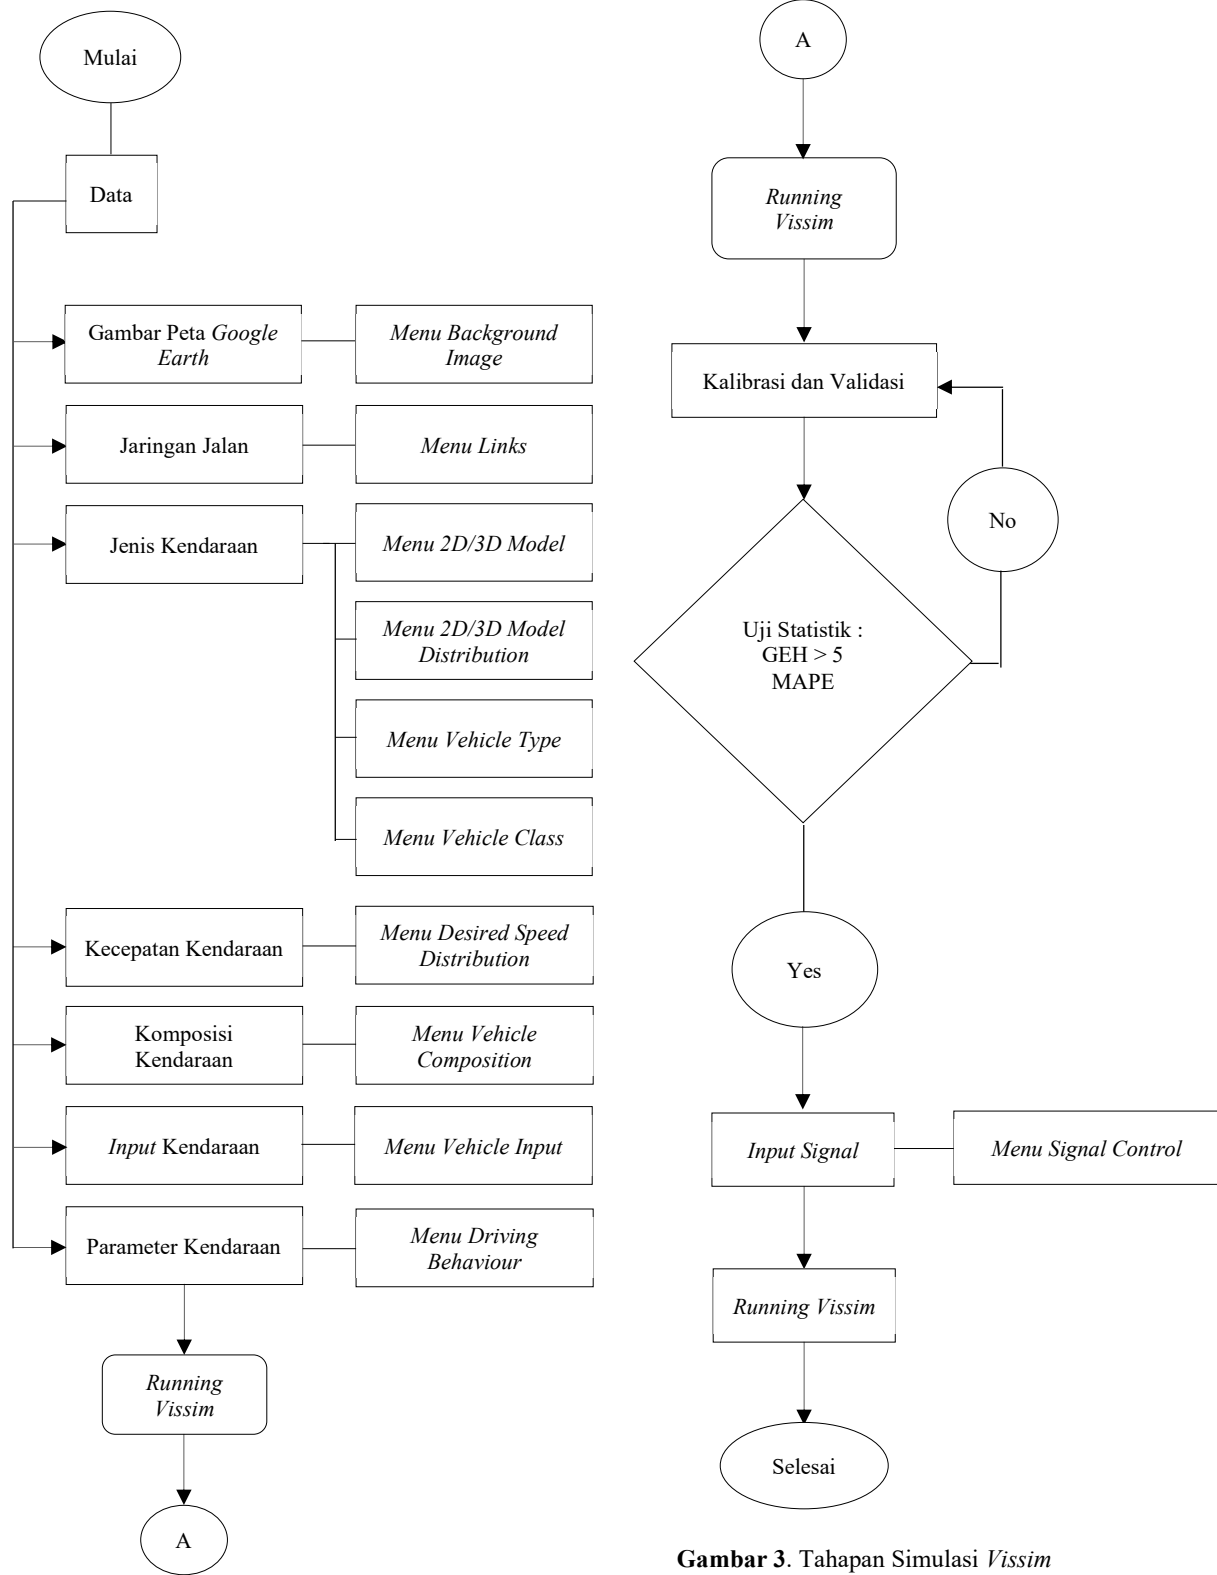 Mulai
Data
Gambar Peta Google
Earth
Menu Background
Image
Jaringan Jalan
Menu Links
Jenis Kendaraan
Menu 2D/3D Model
Menu 2D/3D Model
Distribution
Menu Vehicle Type
Menu Vehicle Class
Kecepatan Kendaraan
Menu Desired Speed
Distribution
Komposisi
Kendaraan
Menu Vehicle
Composition
Input Kendaraan
Menu Vehicle Input
Parameter Kendaraan
Menu Driving
Behaviour
Running
Vissim
A
A
Running
Vissim
Kalibrasi dan Validasi
No
Uji Statistik :
GEH > 5
MAPE
Yes
Input Signal
Menu Signal Control
Running Vissim
Selesai
Gambar 3. Tahapan Simulasi Vissim